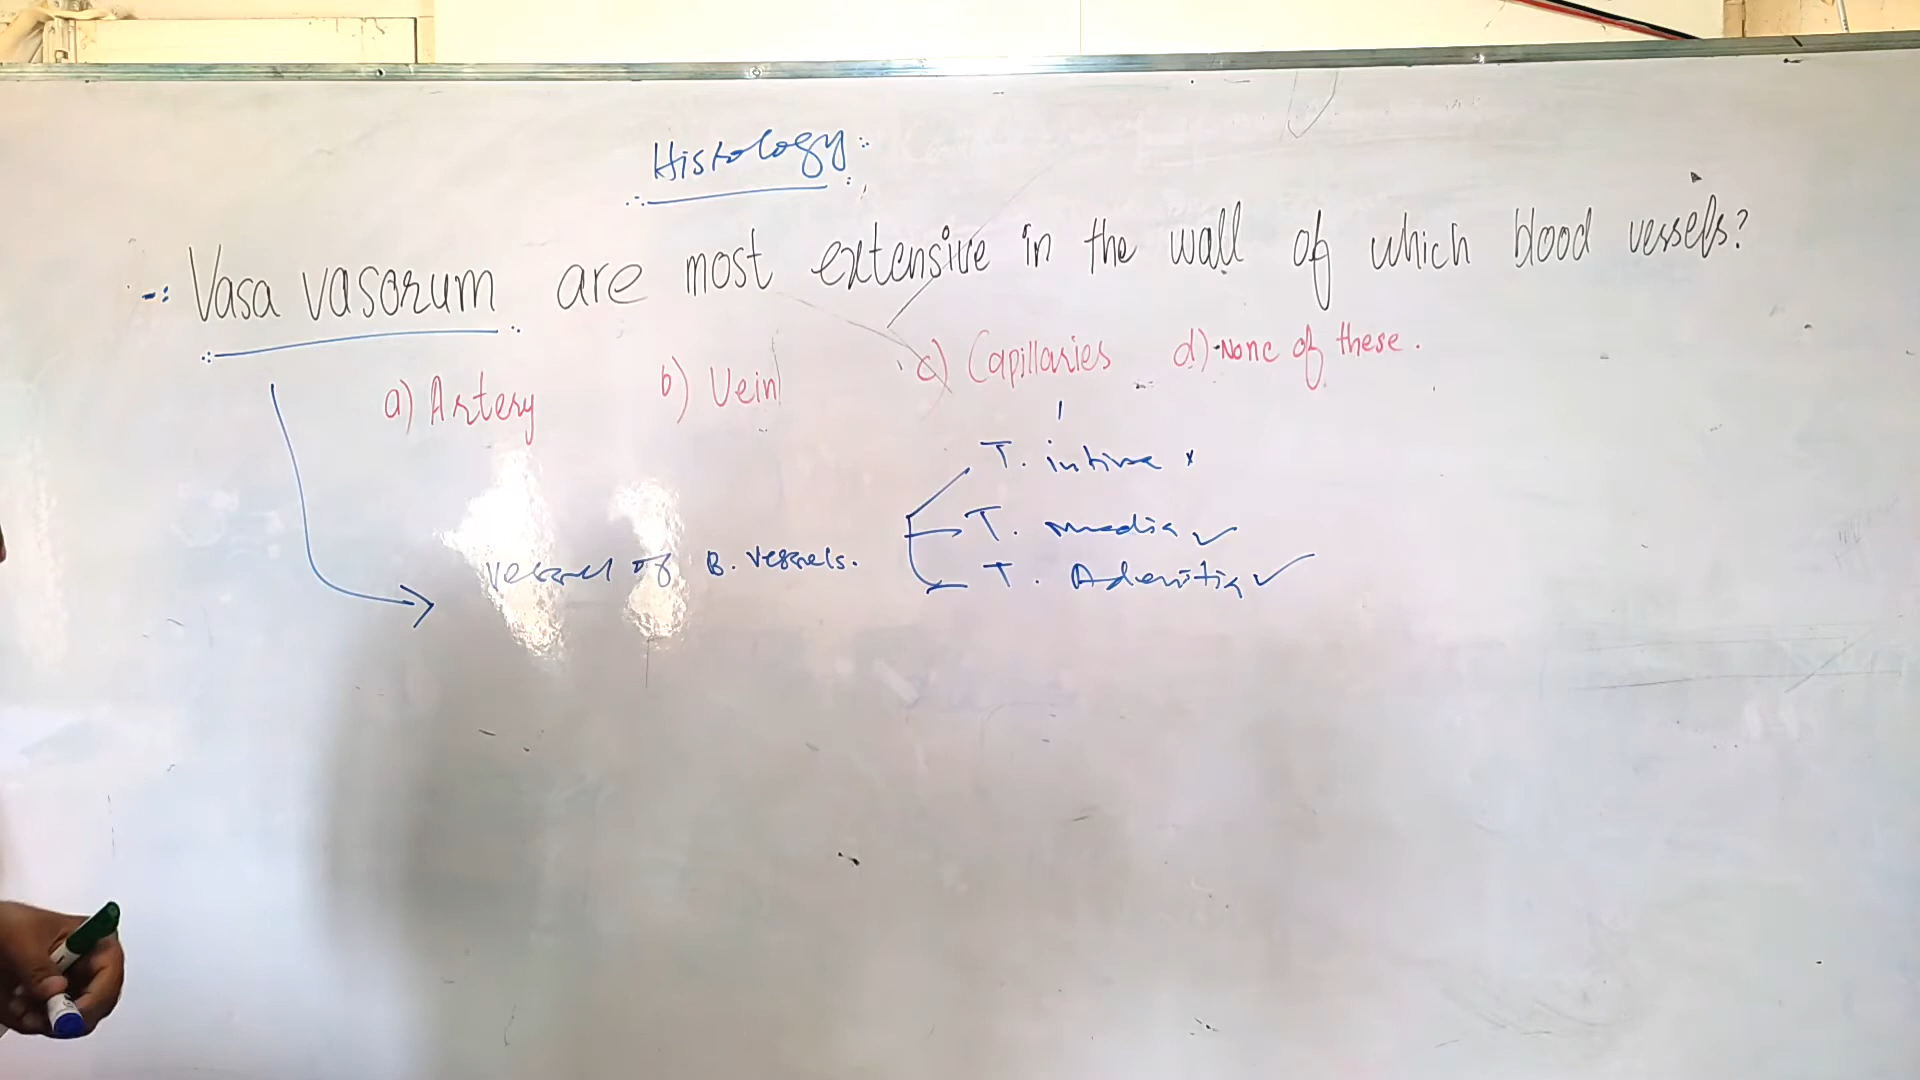 Histology
Vasa vasorum are most extensive in the wall of which blood vessels?
a) Artery b) Vein c) Capillaries d) None of these.
T. intima x
T. media ✓
vessel of B. vessels.
T. Adevitia ✓